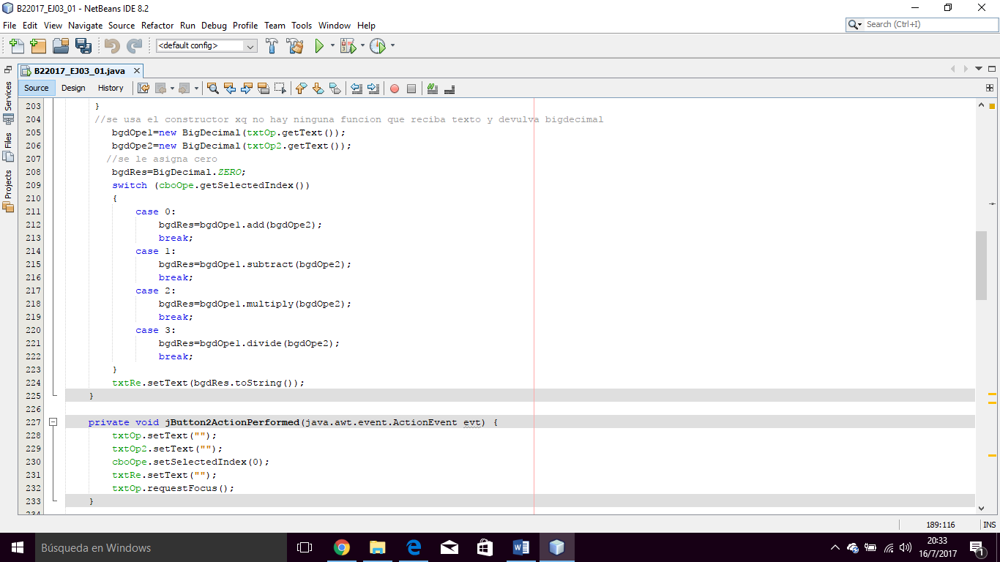 B22017_EJ03_01 - NetBeans IDE 8.2
File Edit View Navigate Source Refactor Run Debug Profile Team Tools Window Help
Search (Ctrl+I)
<default config>
B22017_EJ03_01.java
Source Design History
Services
Files
Projects
203 }
204 //se usa el constructor xq no hay ninguna funcion que reciba texto y devulva bigdecimal
205 bgdOpe1=new BigDecimal(txtOp.getText());
206 bgdOpe2=new BigDecimal(txtOp2.getText());
207 //se le asigna cero
208 bgdRes=BigDecimal.ZERO;
209 switch (cboOpe.getSelectedIndex())
210 {
211 case 0:
212 bgdRes=bgdOpe1.add(bgdOpe2);
213 break;
214 case 1:
215 bgdRes=bgdOpe1.subtract(bgdOpe2);
216 break;
217 case 2:
218 bgdRes=bgdOpe1.multiply(bgdOpe2);
219 break;
220 case 3:
221 bgdRes=bgdOpe1.divide(bgdOpe2);
222 break;
223 }
224 txtRe.setText(bgdRes.toString());
225 }
226
227 private void jButton2ActionPerformed(java.awt.event.ActionEvent evt) {
228 txtOp.setText("");
229 txtOp2.setText("");
230 cboOpe.setSelectedIndex(0);
231 txtRe.setText("");
232 txtOp.requestFocus();
233 }
234
189:116 INS
Búsqueda en Windows
20:33
16/7/2017
1